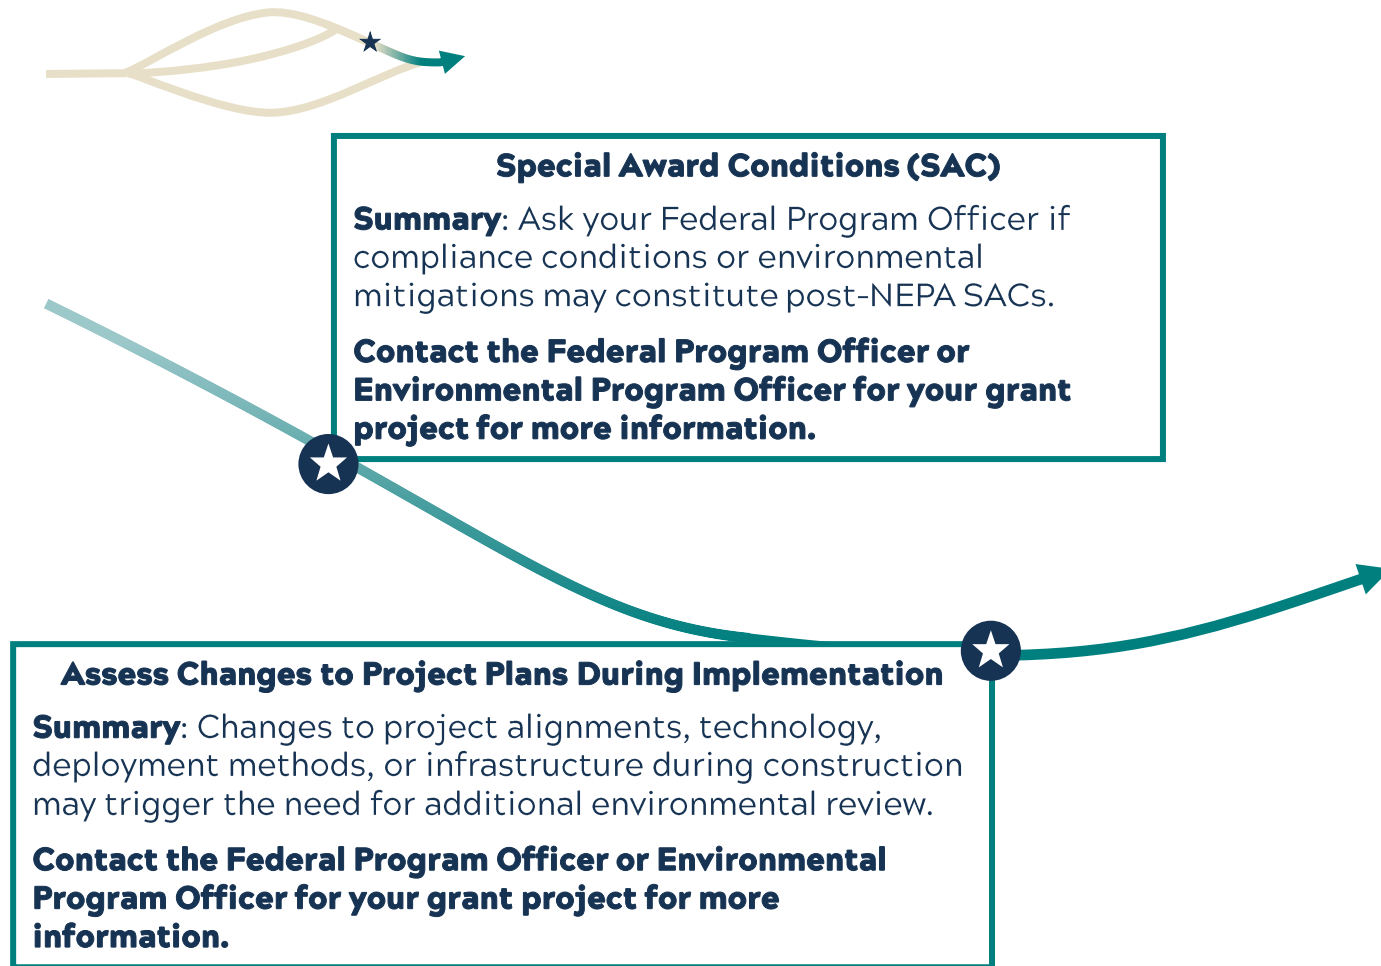 Special Award Conditions (SAC)
Summary: Ask your Federal Program Officer if
compliance conditions or environmental
mitigations may constitute post-NEPA SACs.
Contact the Federal Program Officer or
Environmental Program Officer for your grant
project for more information.
Assess Changes to Project Plans During Implementation
Summary: Changes to project alignments, technology,
deployment methods, or infrastructure during construction
may trigger the need for additional environmental review.
Contact the Federal Program Officer or Environmental
Program Officer for your grant project for more
information.